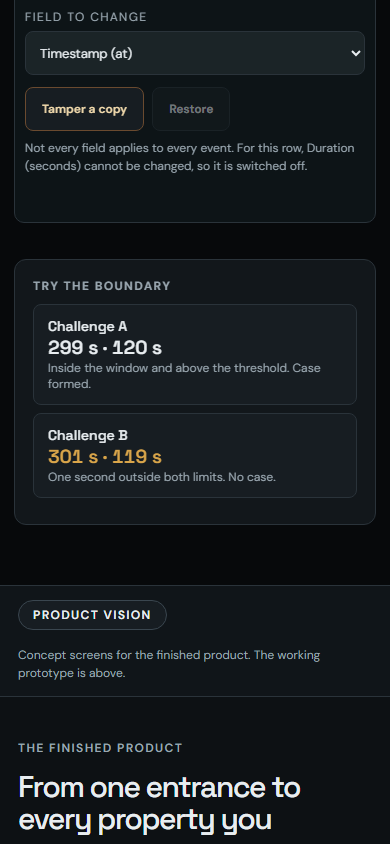 FIELD TO CHANGE
Timestamp (at)
Tamper a copy
Restore
Not every field applies to every event. For this row, Duration
(seconds) cannot be changed, so it is switched off.
TRY THE BOUNDARY
Challenge A
299 s · 120 s
Inside the window and above the threshold. Case
formed.
Challenge B
301 s · 119 s
One second outside both limits. No case.
PRODUCT VISION
Concept screens for the finished product. The working
prototype is above.
THE FINISHED PRODUCT
From one entrance to
every property you